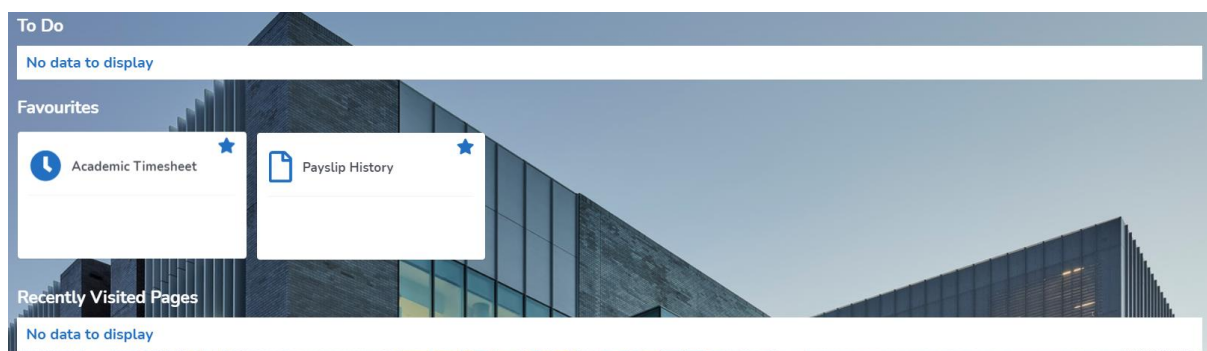 To Do
No data to display
Favourites
Academic Timesheet
Payslip History
Recently Visited Pages
No data to display